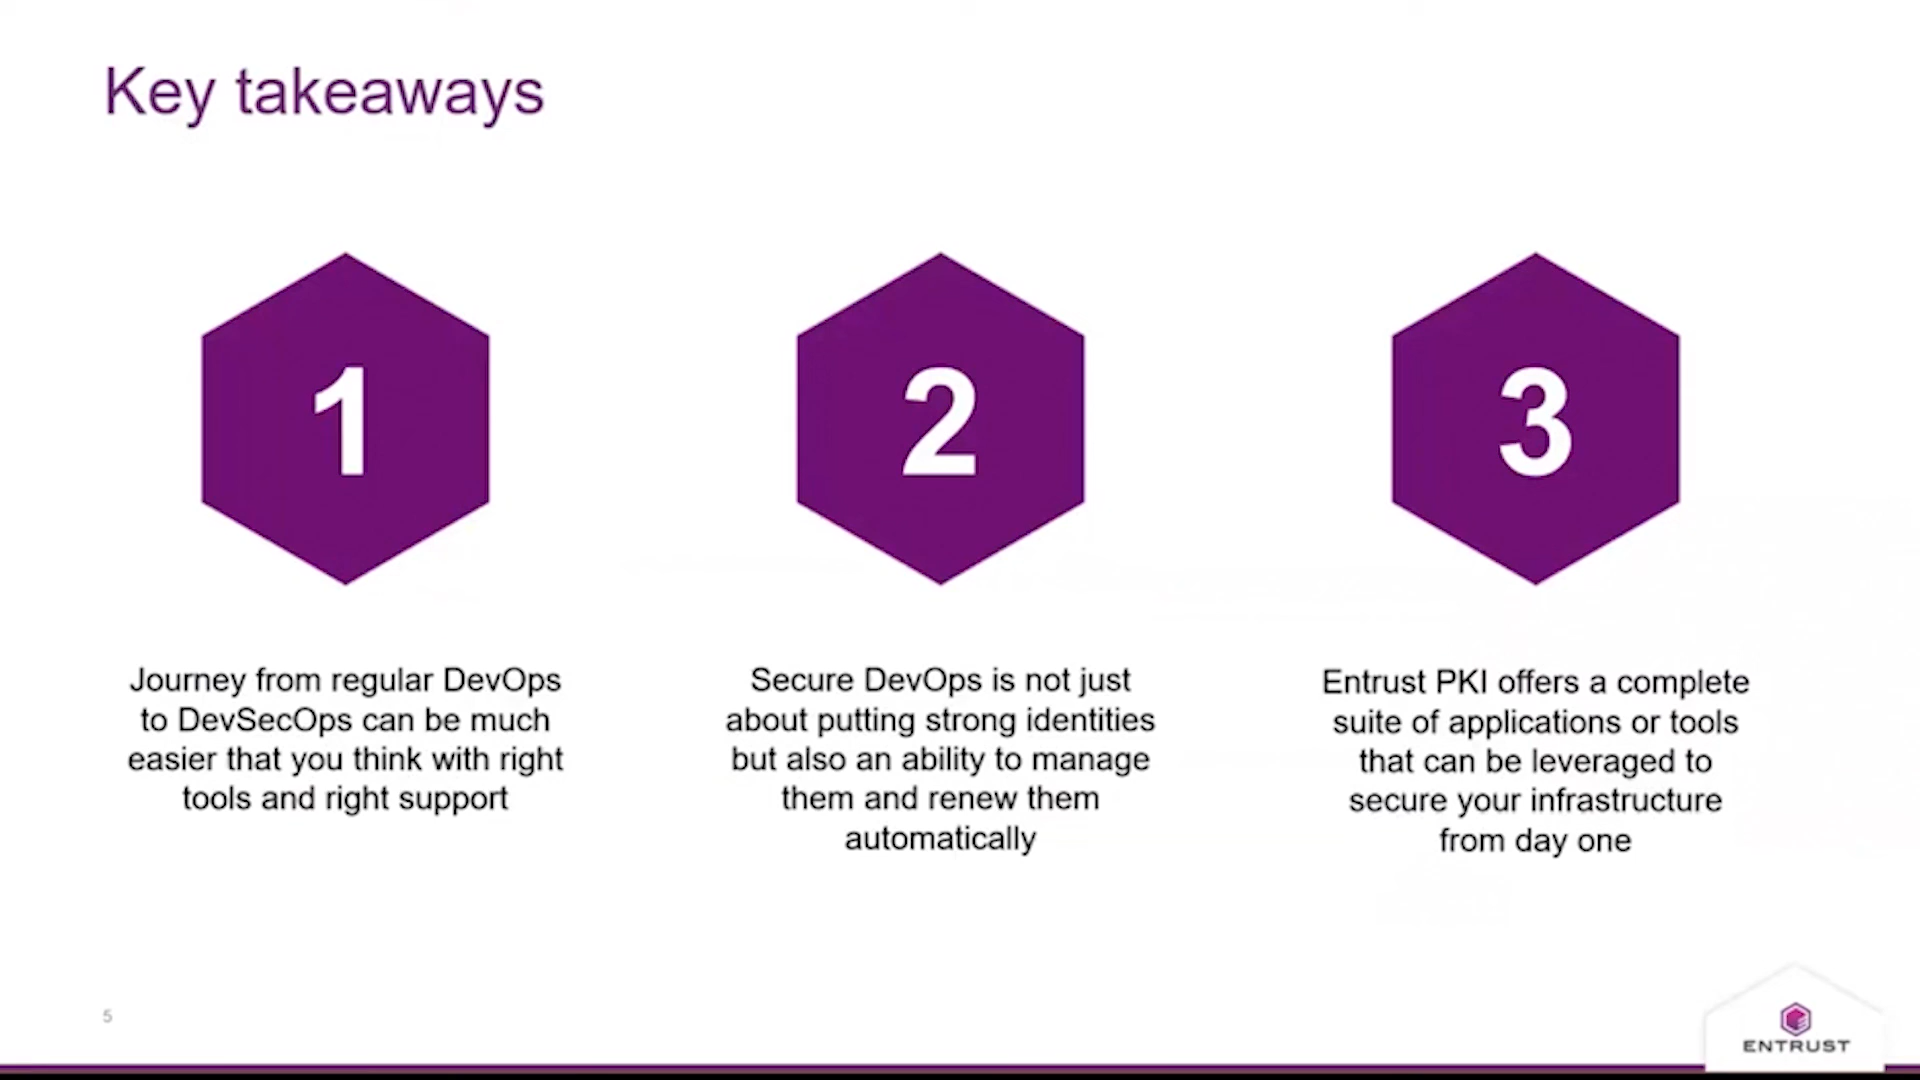 Key takeaways
1
2
3
Journey from regular DevOps
to DevSecOps can be much
easier that you think with right
tools and right support
Secure DevOps is not just
about putting strong identities
but also an ability to manage
them and renew them
automatically
Entrust PKI offers a complete
suite of applications or tools
that can be leveraged to
secure your infrastructure
from day one
5
ENTRUST